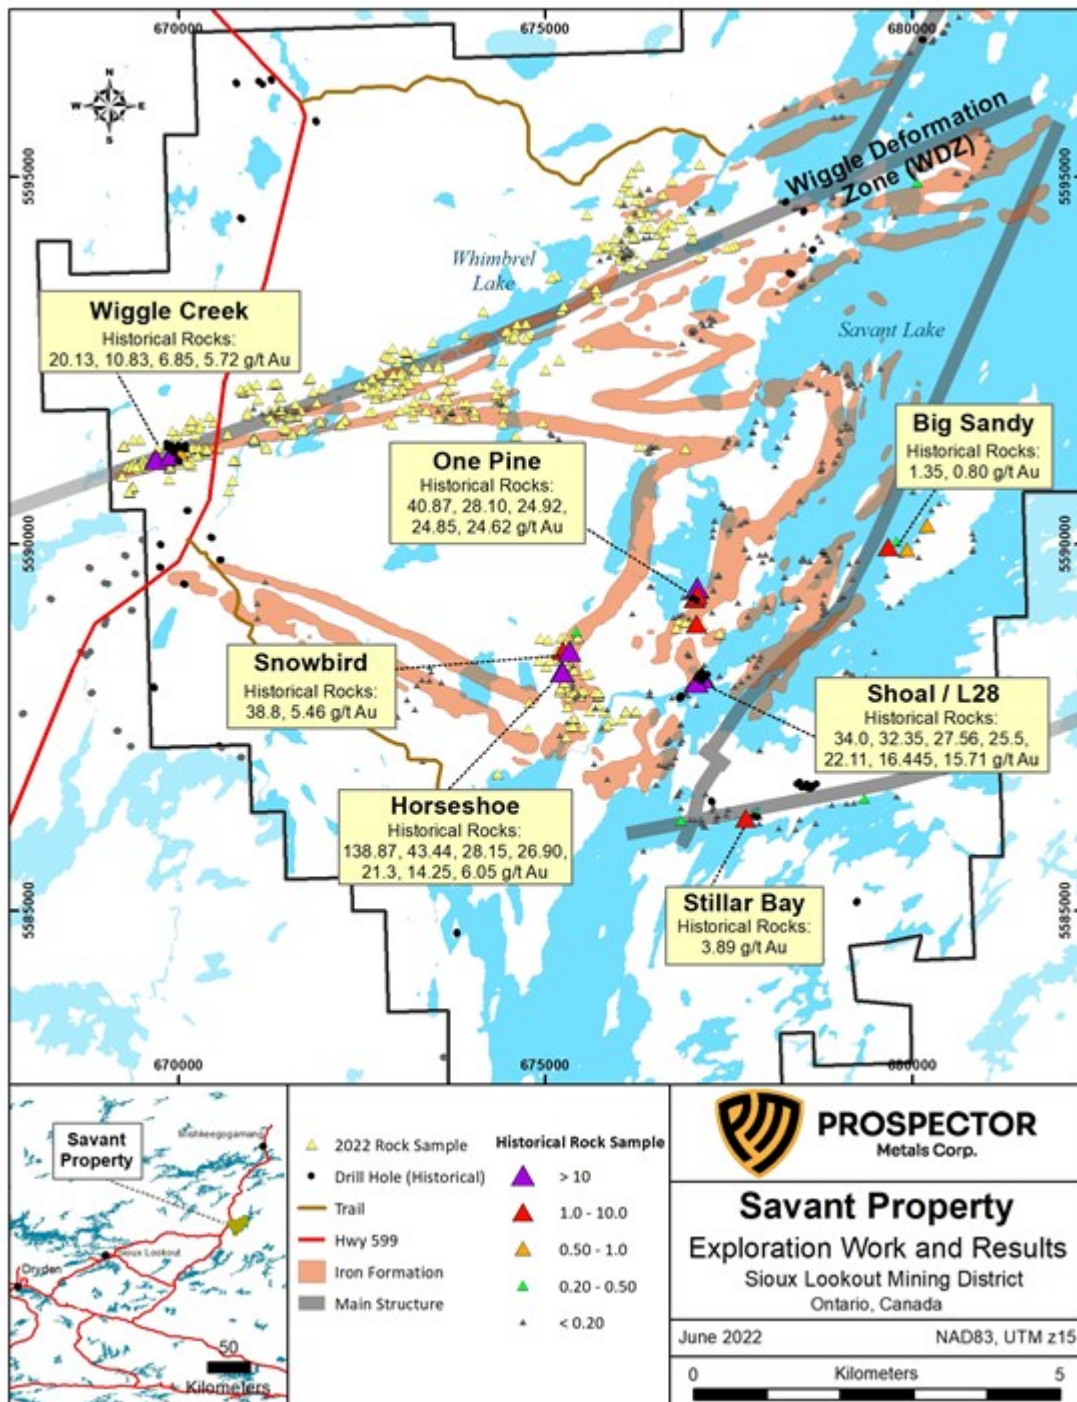 670000
675000
680000
N
W E
S
5595000
5595000
Wiggle Deformation
Zone (WDZ)
Whimbrel
Lake
Wiggle Creek
Historical Rocks:
20.13, 10.83, 6.85, 5.72 g/t Au
Savant Lake
Big Sandy
Historical Rocks:
1.35, 0.80 g/t Au
One Pine
Historical Rocks:
40.87, 28.10, 24.92,
24.85, 24.62 g/t Au
5590000
5590000
Snowbird
Historical Rocks:
38.8, 5.46 g/t Au
Shoal / L28
Historical Rocks:
34.0, 32.35, 27.56, 25.5,
22.11, 16.445, 15.71 g/t Au
Horseshoe
Historical Rocks:
138.87, 43.44, 28.15, 26.90,
21.3, 14.25, 6.05 g/t Au
Stillar Bay
Historical Rocks:
3.89 g/t Au
5585000
5585000
670000
675000
680000
Savant
Property
Mishkeegogamang
Sioux Lookout
Dryden
50
Kilometers
2022 Rock Sample
Drill Hole (Historical)
Trail
Hwy 599
Iron Formation
Main Structure
Historical Rock Sample
> 10
1.0 - 10.0
0.50 - 1.0
0.20 - 0.50
< 0.20
PROSPECTOR
Metals Corp.
Savant Property
Exploration Work and Results
Sioux Lookout Mining District
Ontario, Canada
June 2022 NAD83, UTM z15
0 Kilometers 5